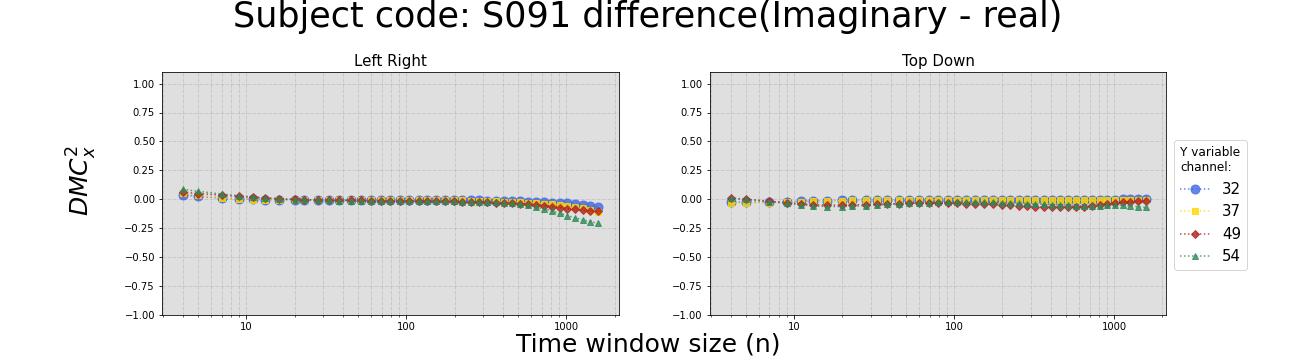 Subject code: S091 difference(Imaginary - real)
Left Right
Top Down
DMC²ₓ
1.00
0.75
0.50
0.25
0.00
−0.25
−0.50
−0.75
−1.00
10 100 1000
1.00
0.75
0.50
0.25
0.00
−0.25
−0.50
−0.75
−1.00
10 100 1000
Y variable
channel:
32
37
49
54
Time window size (n)